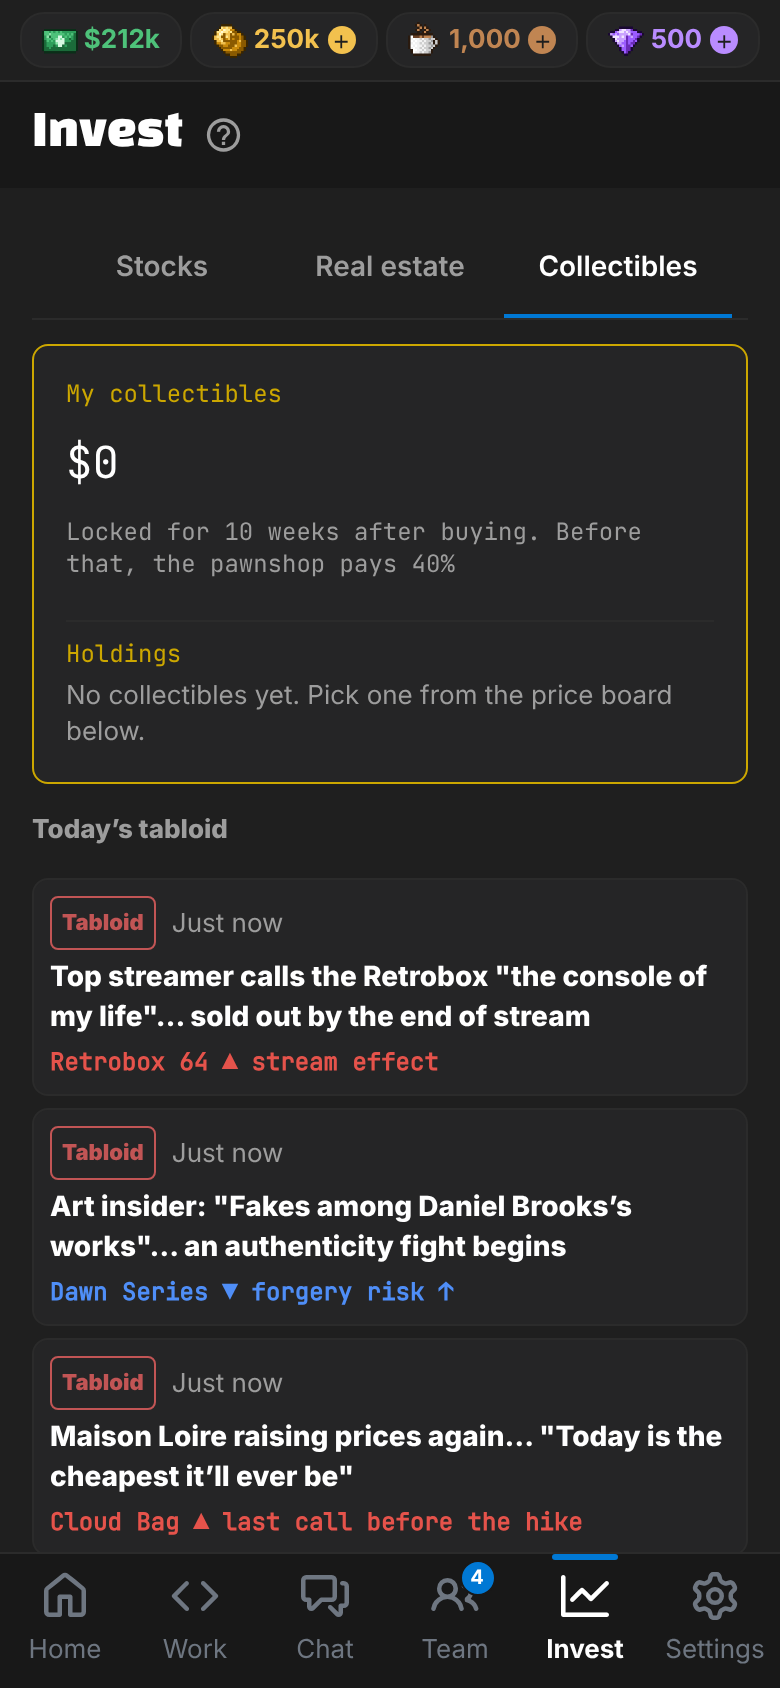 $212k 250k + 1,000 + 500 +
Invest ?
Stocks Real estate Collectibles
My collectibles
$0
Locked for 10 weeks after buying. Before
that, the pawnshop pays 40%
Holdings
No collectibles yet. Pick one from the price board
below.
Today’s tabloid
Tabloid Just now
Top streamer calls the Retrobox "the console of
my life"... sold out by the end of stream
Retrobox 64 ▲ stream effect
Tabloid Just now
Art insider: "Fakes among Daniel Brooks’s
works"... an authenticity fight begins
Dawn Series ▼ forgery risk ↑
Tabloid Just now
Maison Loire raising prices again... "Today is the
cheapest it’ll ever be"
Cloud Bag ▲ last call before the hike
4
Home Work Chat Team Invest Settings